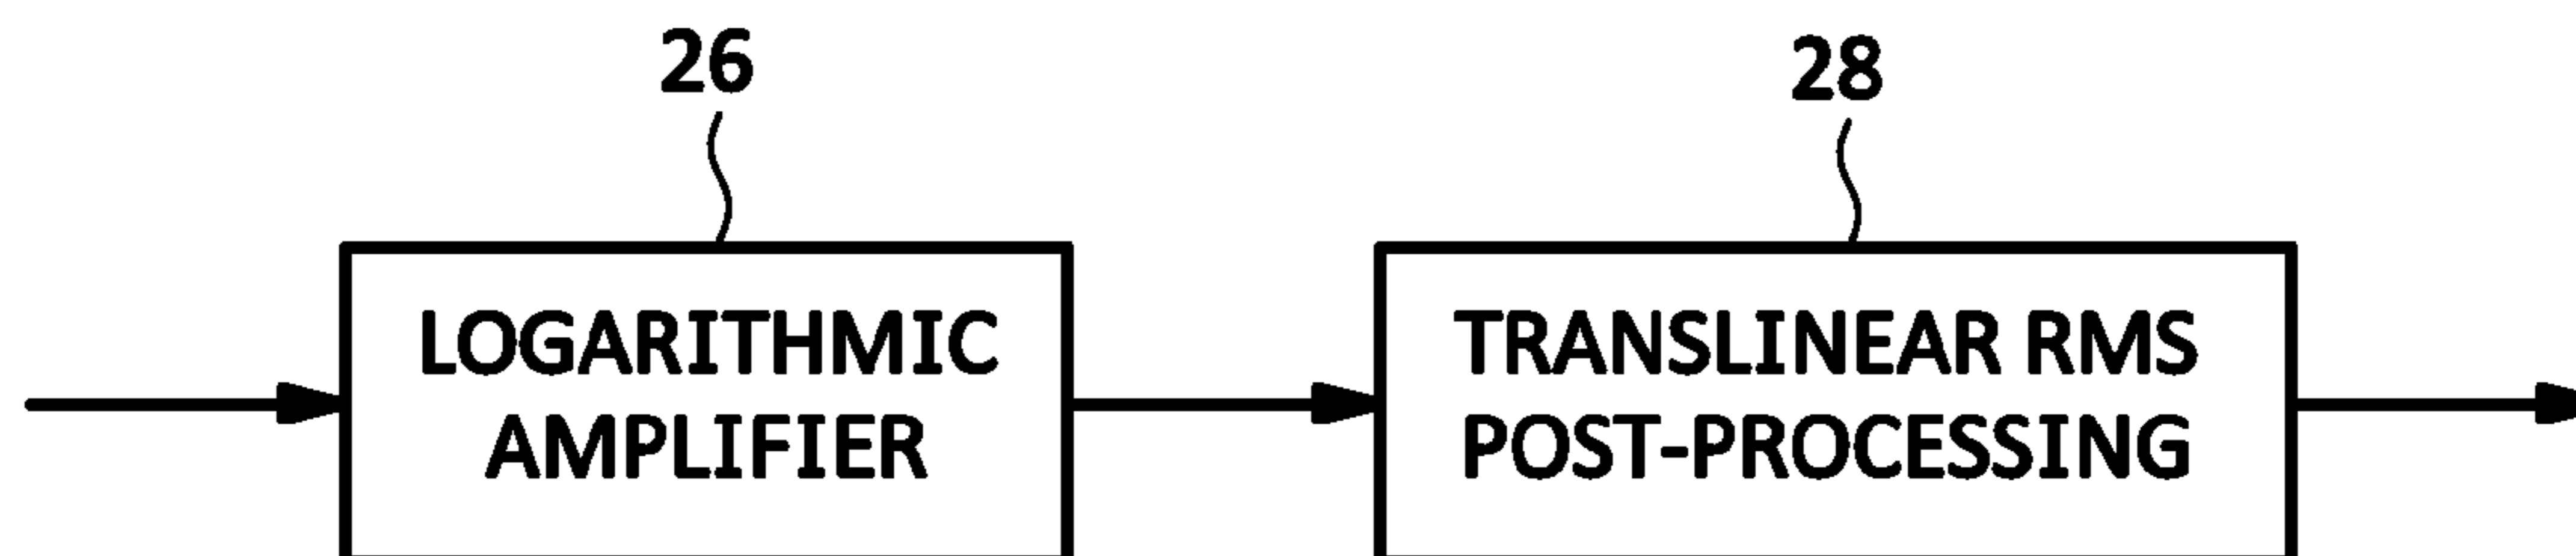 26
28
LOGARITHMIC
AMPLIFIER
TRANSLINEAR RMS
POST-PROCESSING